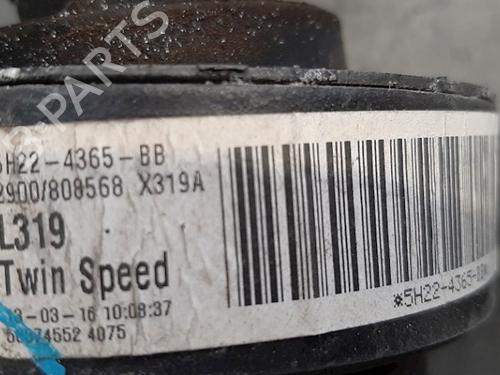 5H22-4365-BB
2900/808568 X319A
L319
Twin Speed
3-03-16 10:08:37
4075
*5H22-4365-BB*
PARTS